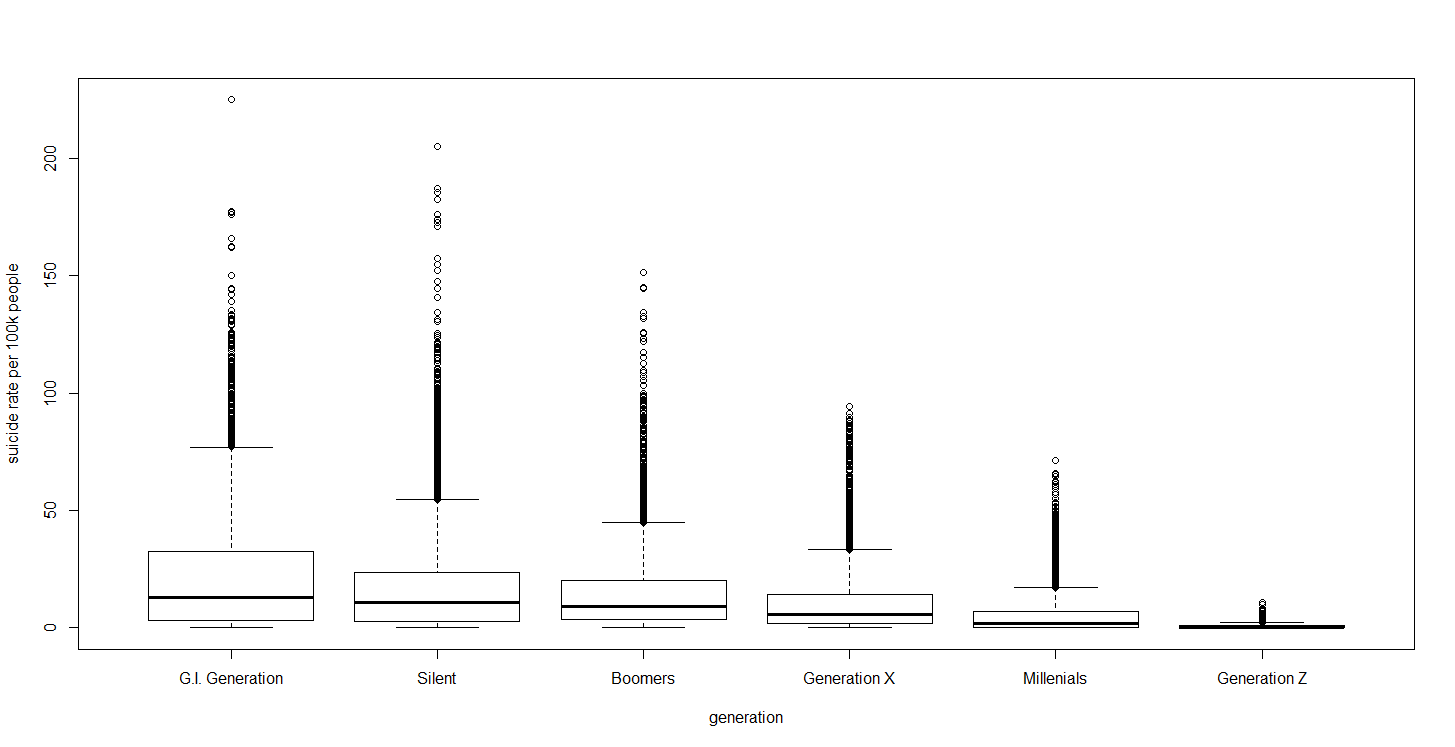 suicide rate per 100k people
200
150
100
50
0
G.I. Generation Silent Boomers Generation X Millenials Generation Z
generation